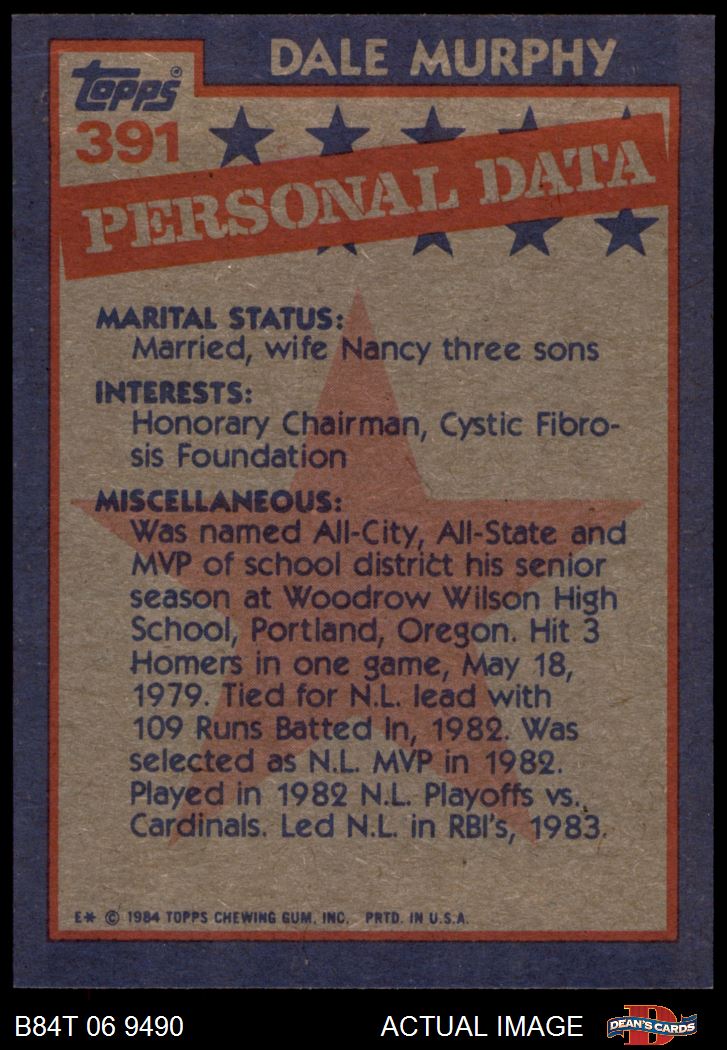 DALE MURPHY
Topps®
391
PERSONAL DATA
MARITAL STATUS:
Married, wife Nancy three sons
INTERESTS:
Honorary Chairman, Cystic Fibro-
sis Foundation
MISCELLANEOUS:
Was named All-City, All-State and
MVP of school district his senior
season at Woodrow Wilson High
School, Portland, Oregon. Hit 3
Homers in one game, May 18,
1979. Tied for N.L. lead with
109 Runs Batted In, 1982. Was
selected as N.L. MVP in 1982.
Played in 1982 N.L. Playoffs vs.
Cardinals. Led N.L. in RBI's, 1983.
E* © 1984 TOPPS CHEWING GUM, INC. PRTD. IN U.S.A.
B84T 06 9490 ACTUAL IMAGE DEAN'S CARDS